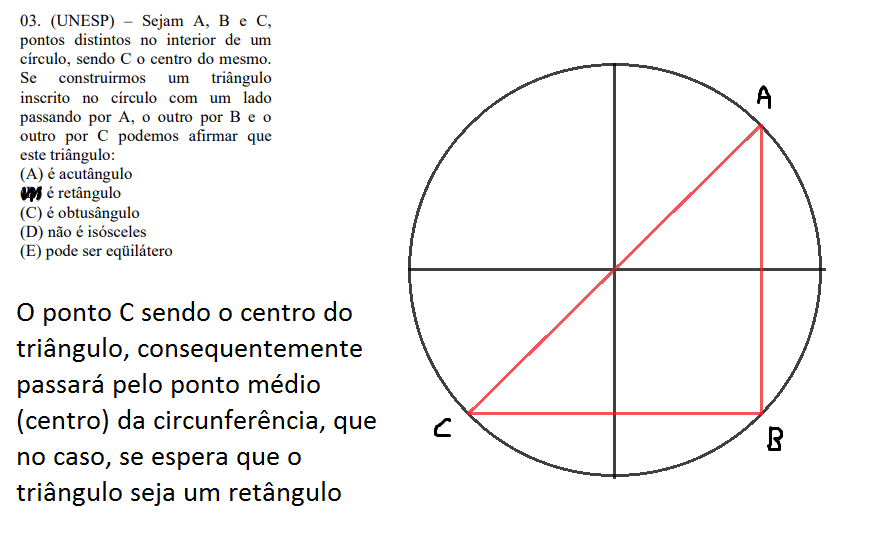 03. (UNESP) – Sejam A, B e C,
pontos distintos no interior de um
círculo, sendo C o centro do mesmo.
Se construirmos um triângulo
inscrito no círculo com um lado
passando por A, o outro por B e o
outro por C podemos afirmar que
este triângulo:
(A) é acutângulo
é retângulo
(C) é obtusângulo
(D) não é isósceles
(E) pode ser eqüilátero
O ponto C sendo o centro do
triângulo, consequentemente
passará pelo ponto médio
(centro) da circunferência, que
no caso, se espera que o
triângulo seja um retângulo
A
C
B